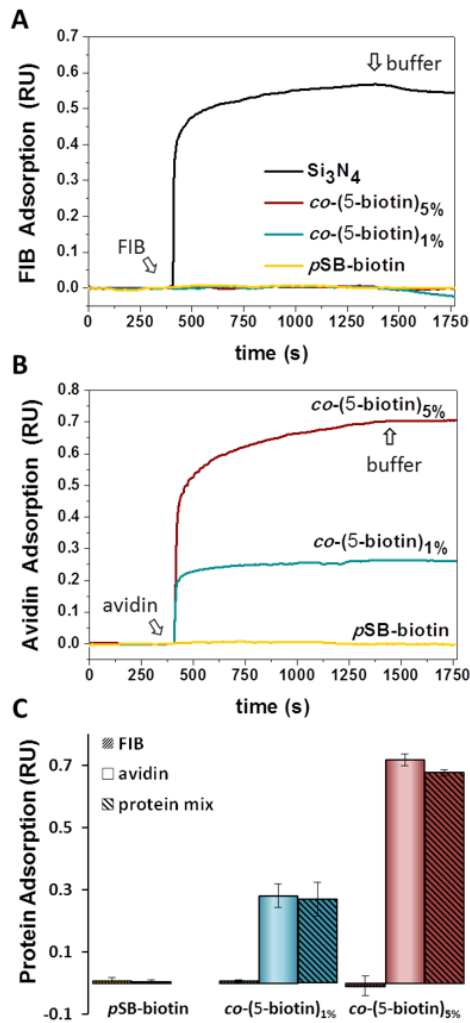 A
FIB Adsorption (RU)
0.7
0.6
0.5
0.4
0.3
0.2
0.1
0.0
buffer
FIB
Si₃N₄
co-(5-biotin)₅%
co-(5-biotin)₁%
pSB-biotin
0 250 500 750 1000 1250 1500 1750
time (s)
B
Avidin Adsorption (RU)
0.8
0.7
0.6
0.5
0.4
0.3
0.2
0.1
0.0
co-(5-biotin)₅%
buffer
co-(5-biotin)₁%
avidin
pSB-biotin
0 250 500 750 1000 1250 1500 1750
time (s)
C
Protein Adsorption (RU)
0.7
0.5
0.3
0.1
-0.1
FIB
avidin
protein mix
pSB-biotin co-(5-biotin)₁% co-(5-biotin)₅%